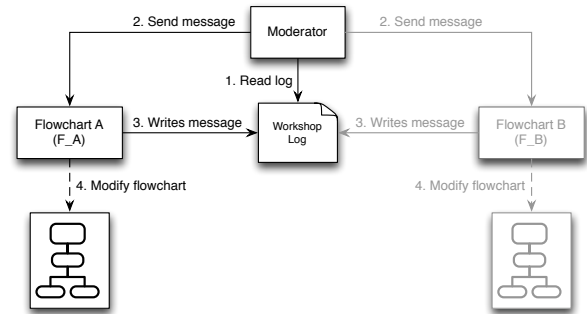 2. Send message
Moderator
2. Send message
1. Read log
Flowchart A
(F_A)
3. Writes message
Workshop
Log
3. Writes message
Flowchart B
(F_B)
4. Modify flowchart
4. Modify flowchart